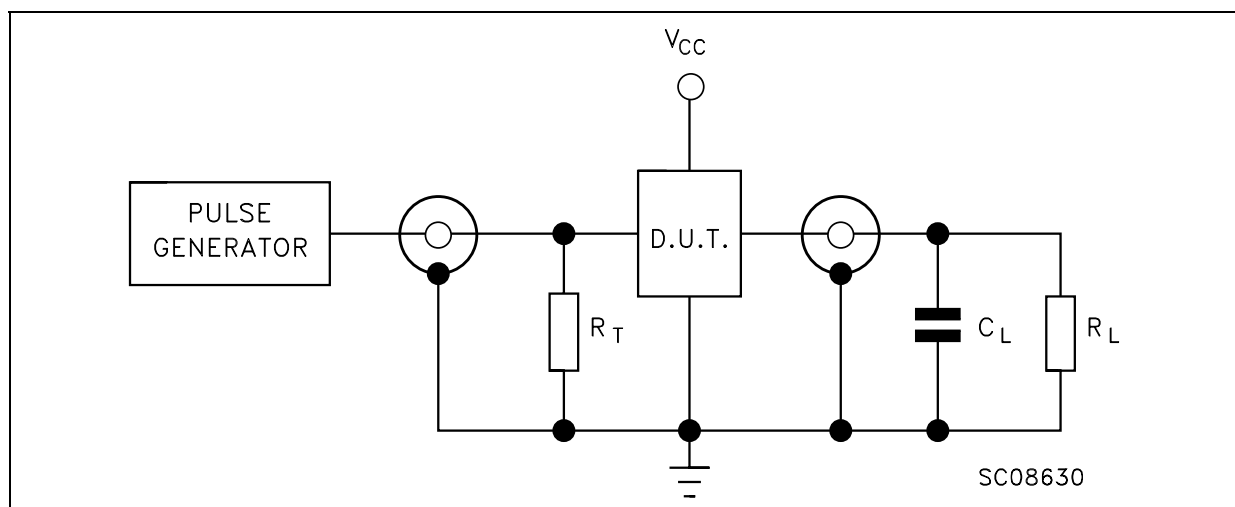 VCC
PULSE
GENERATOR
D.U.T.
RT
CL
RL
SC08630